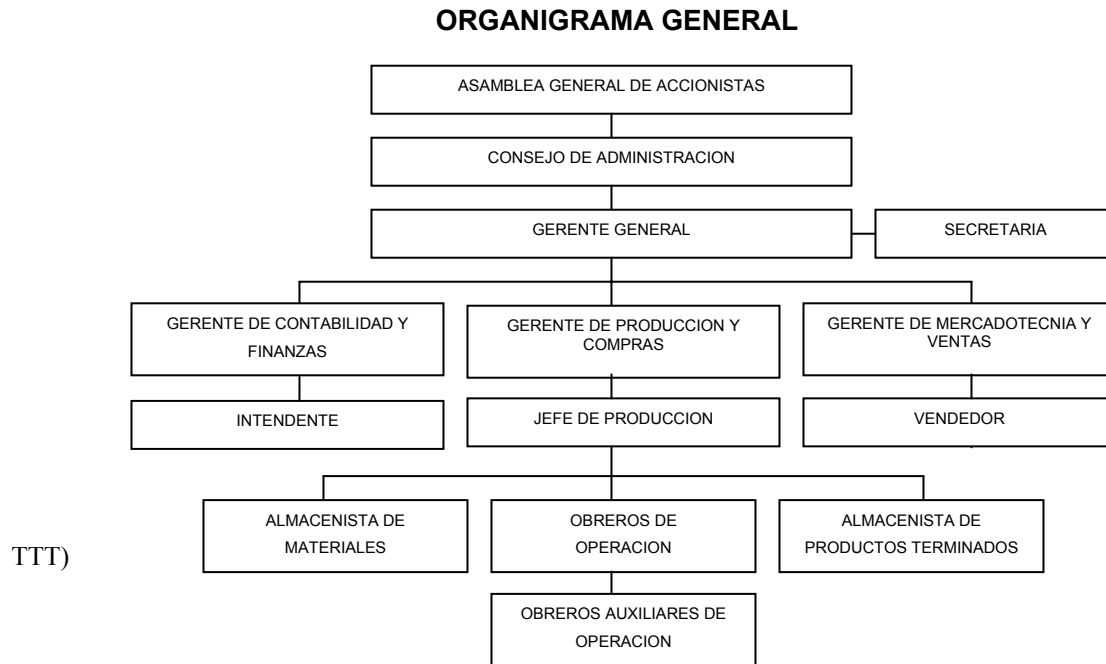 ORGANIGRAMA GENERAL
ASAMBLEA GENERAL DE ACCIONISTAS
CONSEJO DE ADMINISTRACION
GERENTE GENERAL
SECRETARIA
GERENTE DE CONTABILIDAD Y
FINANZAS
GERENTE DE PRODUCCION Y
COMPRAS
GERENTE DE MERCADOTECNIA Y
VENTAS
INTENDENTE
JEFE DE PRODUCCION
VENDEDOR
ALMACENISTA DE
MATERIALES
OBREROS DE
OPERACION
ALMACENISTA DE
PRODUCTOS TERMINADOS
TTT)
OBREROS AUXILIARES DE
OPERACION